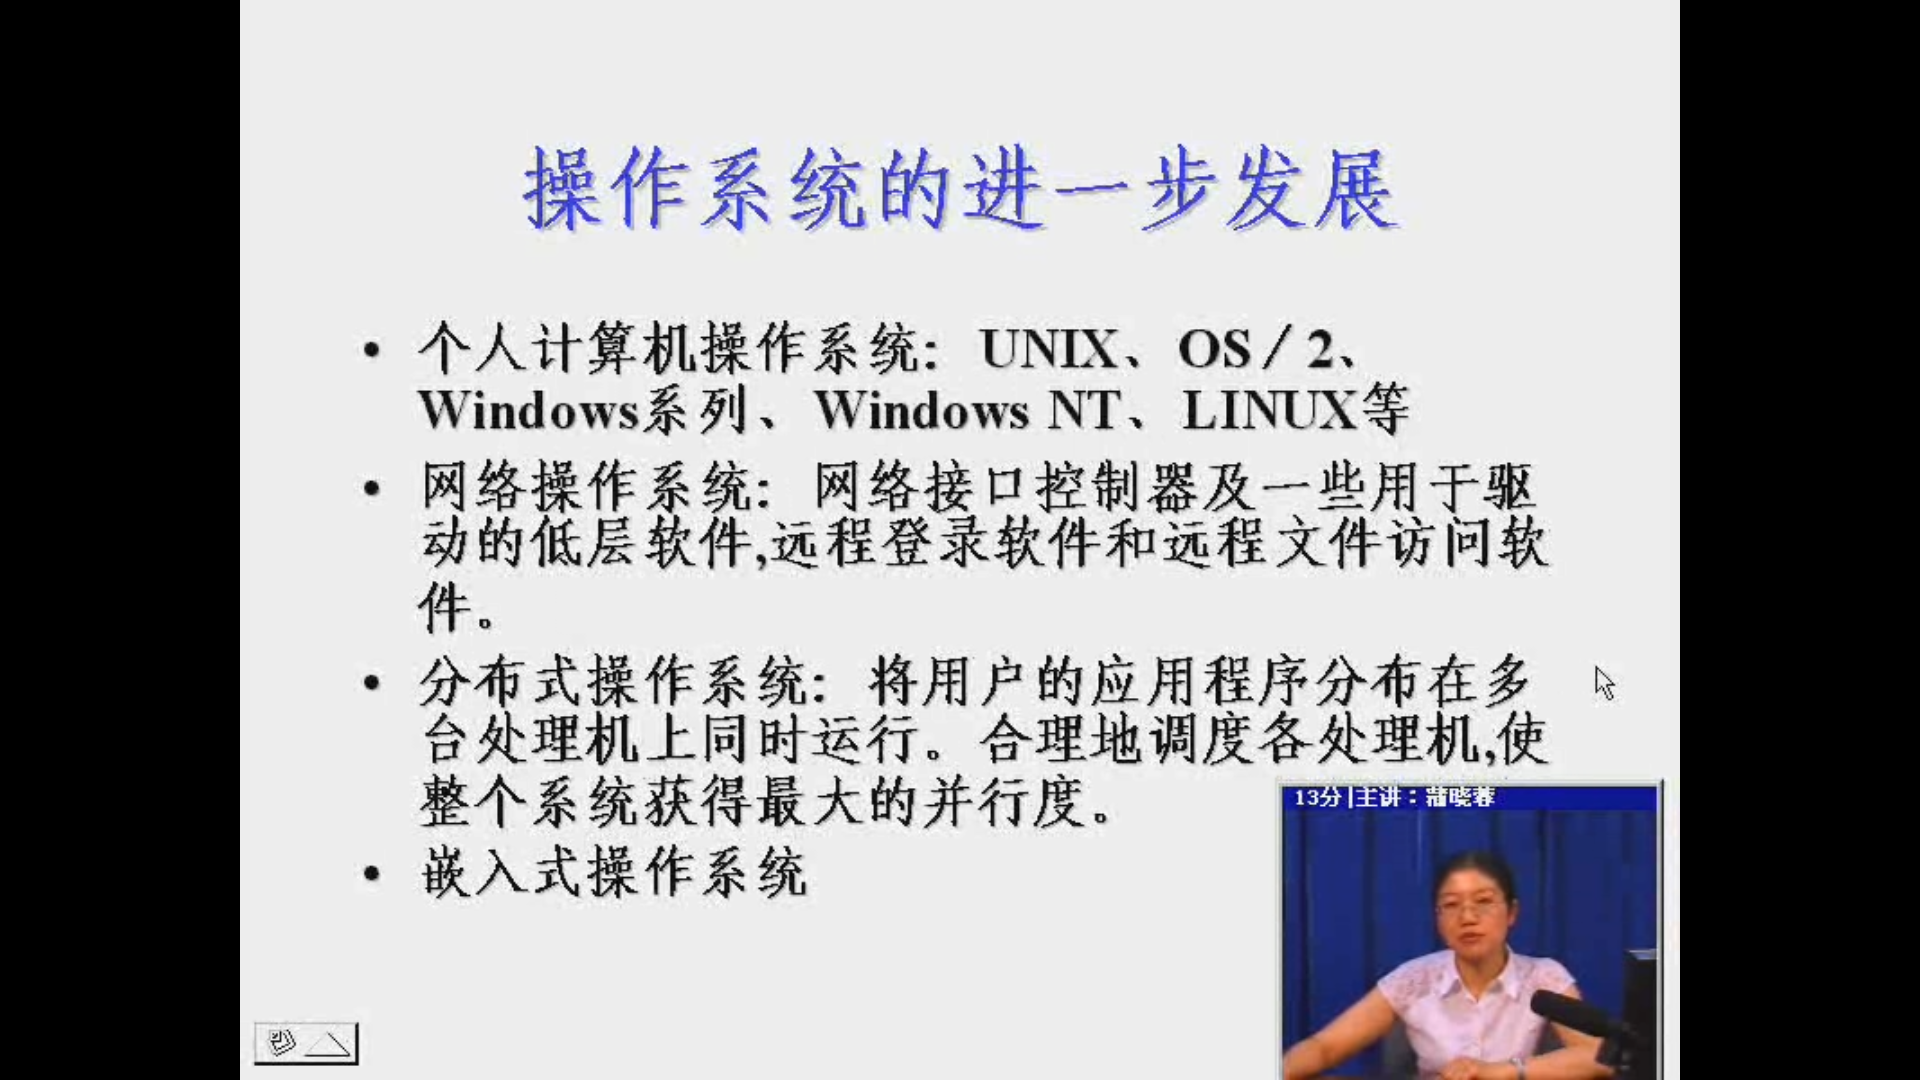 操作系统的进一步发展
• 个人计算机操作系统：UNIX、OS／2、
Windows系列、Windows NT、LINUX等
• 网络操作系统：网络接口控制器及一些用于驱
动的低层软件,远程登录软件和远程文件访问软
件。
• 分布式操作系统：将用户的应用程序分布在多
台处理机上同时运行。合理地调度各处理机,使
整个系统获得最大的并行度。
• 嵌入式操作系统
13分|主讲：蒲晓蓉